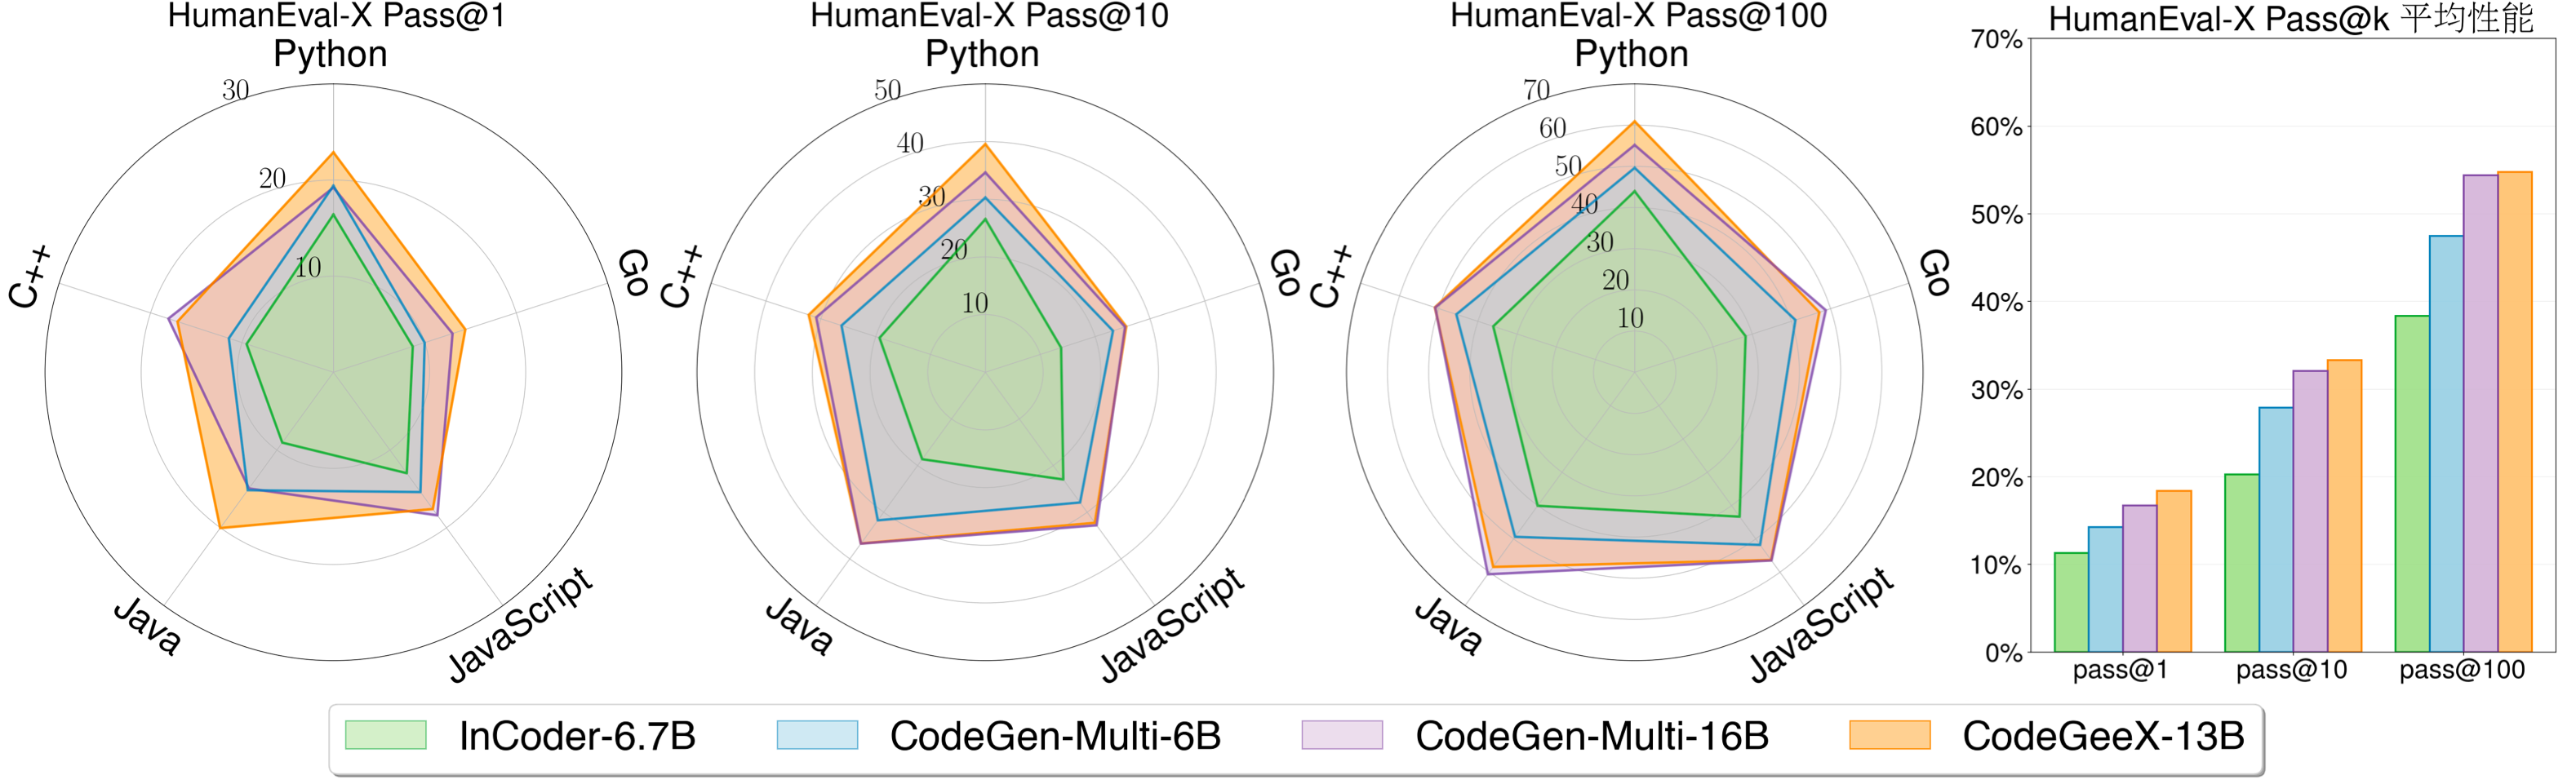 HumanEval-X Pass@1
Python
30
20
10
C++
Go
Java
JavaScript
HumanEval-X Pass@10
Python
50
40
30
20
10
C++
Go
Java
JavaScript
HumanEval-X Pass@100
Python
70
60
50
40
30
20
10
C++
Go
Java
JavaScript
HumanEval-X Pass@k 平均性能
70%
60%
50%
40%
30%
20%
10%
0%
pass@1 pass@10 pass@100
InCoder-6.7B CodeGen-Multi-6B CodeGen-Multi-16B CodeGeeX-13B